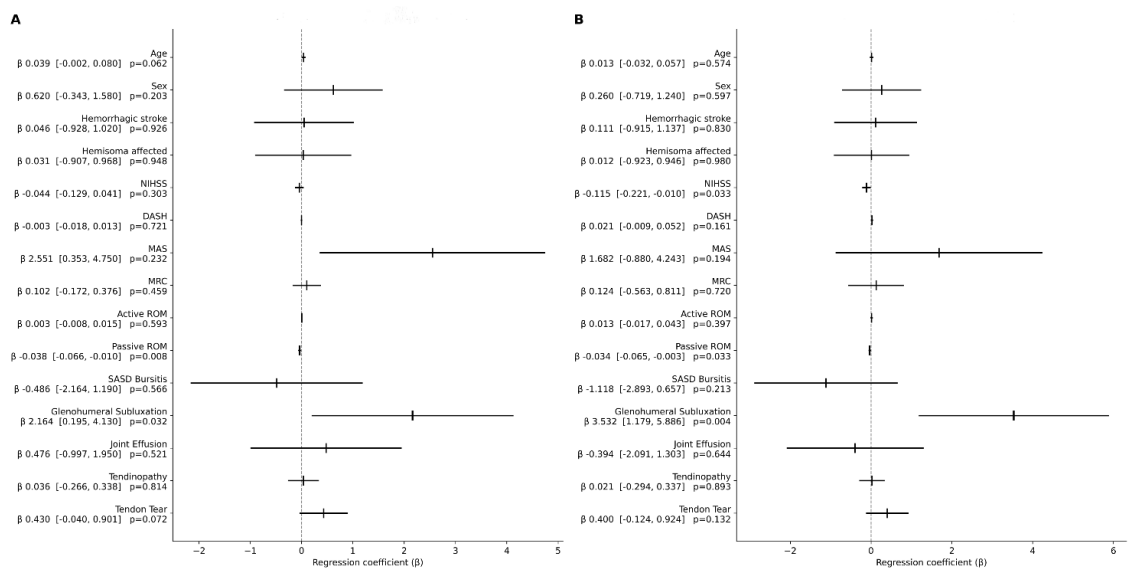 A
Age
β 0.039 [-0.002, 0.080] p=0.062
Sex
β 0.620 [-0.343, 1.580] p=0.203
Hemorrhagic stroke
β 0.046 [-0.928, 1.020] p=0.926
Hemisoma affected
β 0.031 [-0.907, 0.968] p=0.948
NIHSS
β -0.044 [-0.129, 0.041] p=0.303
DASH
β -0.003 [-0.018, 0.013] p=0.721
MAS
β 2.551 [0.353, 4.750] p=0.232
MRC
β 0.102 [-0.172, 0.376] p=0.459
Active ROM
β 0.003 [-0.008, 0.015] p=0.593
Passive ROM
β -0.038 [-0.066, -0.010] p=0.008
SASD Bursitis
β -0.486 [-2.164, 1.190] p=0.566
Glenohumeral Subluxation
β 2.164 [0.195, 4.130] p=0.032
Joint Effusion
β 0.476 [-0.997, 1.950] p=0.521
Tendinopathy
β 0.036 [-0.266, 0.338] p=0.814
Tendon Tear
β 0.430 [-0.040, 0.901] p=0.072
−2 −1 0 1 2 3 4 5
Regression coefficient (β)
B
Age
β 0.013 [-0.032, 0.057] p=0.574
Sex
β 0.260 [-0.719, 1.240] p=0.597
Hemorrhagic stroke
β 0.111 [-0.915, 1.137] p=0.830
Hemisoma affected
β 0.012 [-0.923, 0.946] p=0.980
NIHSS
β -0.115 [-0.221, -0.010] p=0.033
DASH
β 0.021 [-0.009, 0.052] p=0.161
MAS
β 1.682 [-0.880, 4.243] p=0.194
MRC
β 0.124 [-0.563, 0.811] p=0.720
Active ROM
β 0.013 [-0.017, 0.043] p=0.397
Passive ROM
β -0.034 [-0.065, -0.003] p=0.033
SASD Bursitis
β -1.118 [-2.893, 0.657] p=0.213
Glenohumeral Subluxation
β 3.532 [1.179, 5.886] p=0.004
Joint Effusion
β -0.394 [-2.091, 1.303] p=0.644
Tendinopathy
β 0.021 [-0.294, 0.337] p=0.893
Tendon Tear
β 0.400 [-0.124, 0.924] p=0.132
−2 0 2 4 6
Regression coefficient (β)